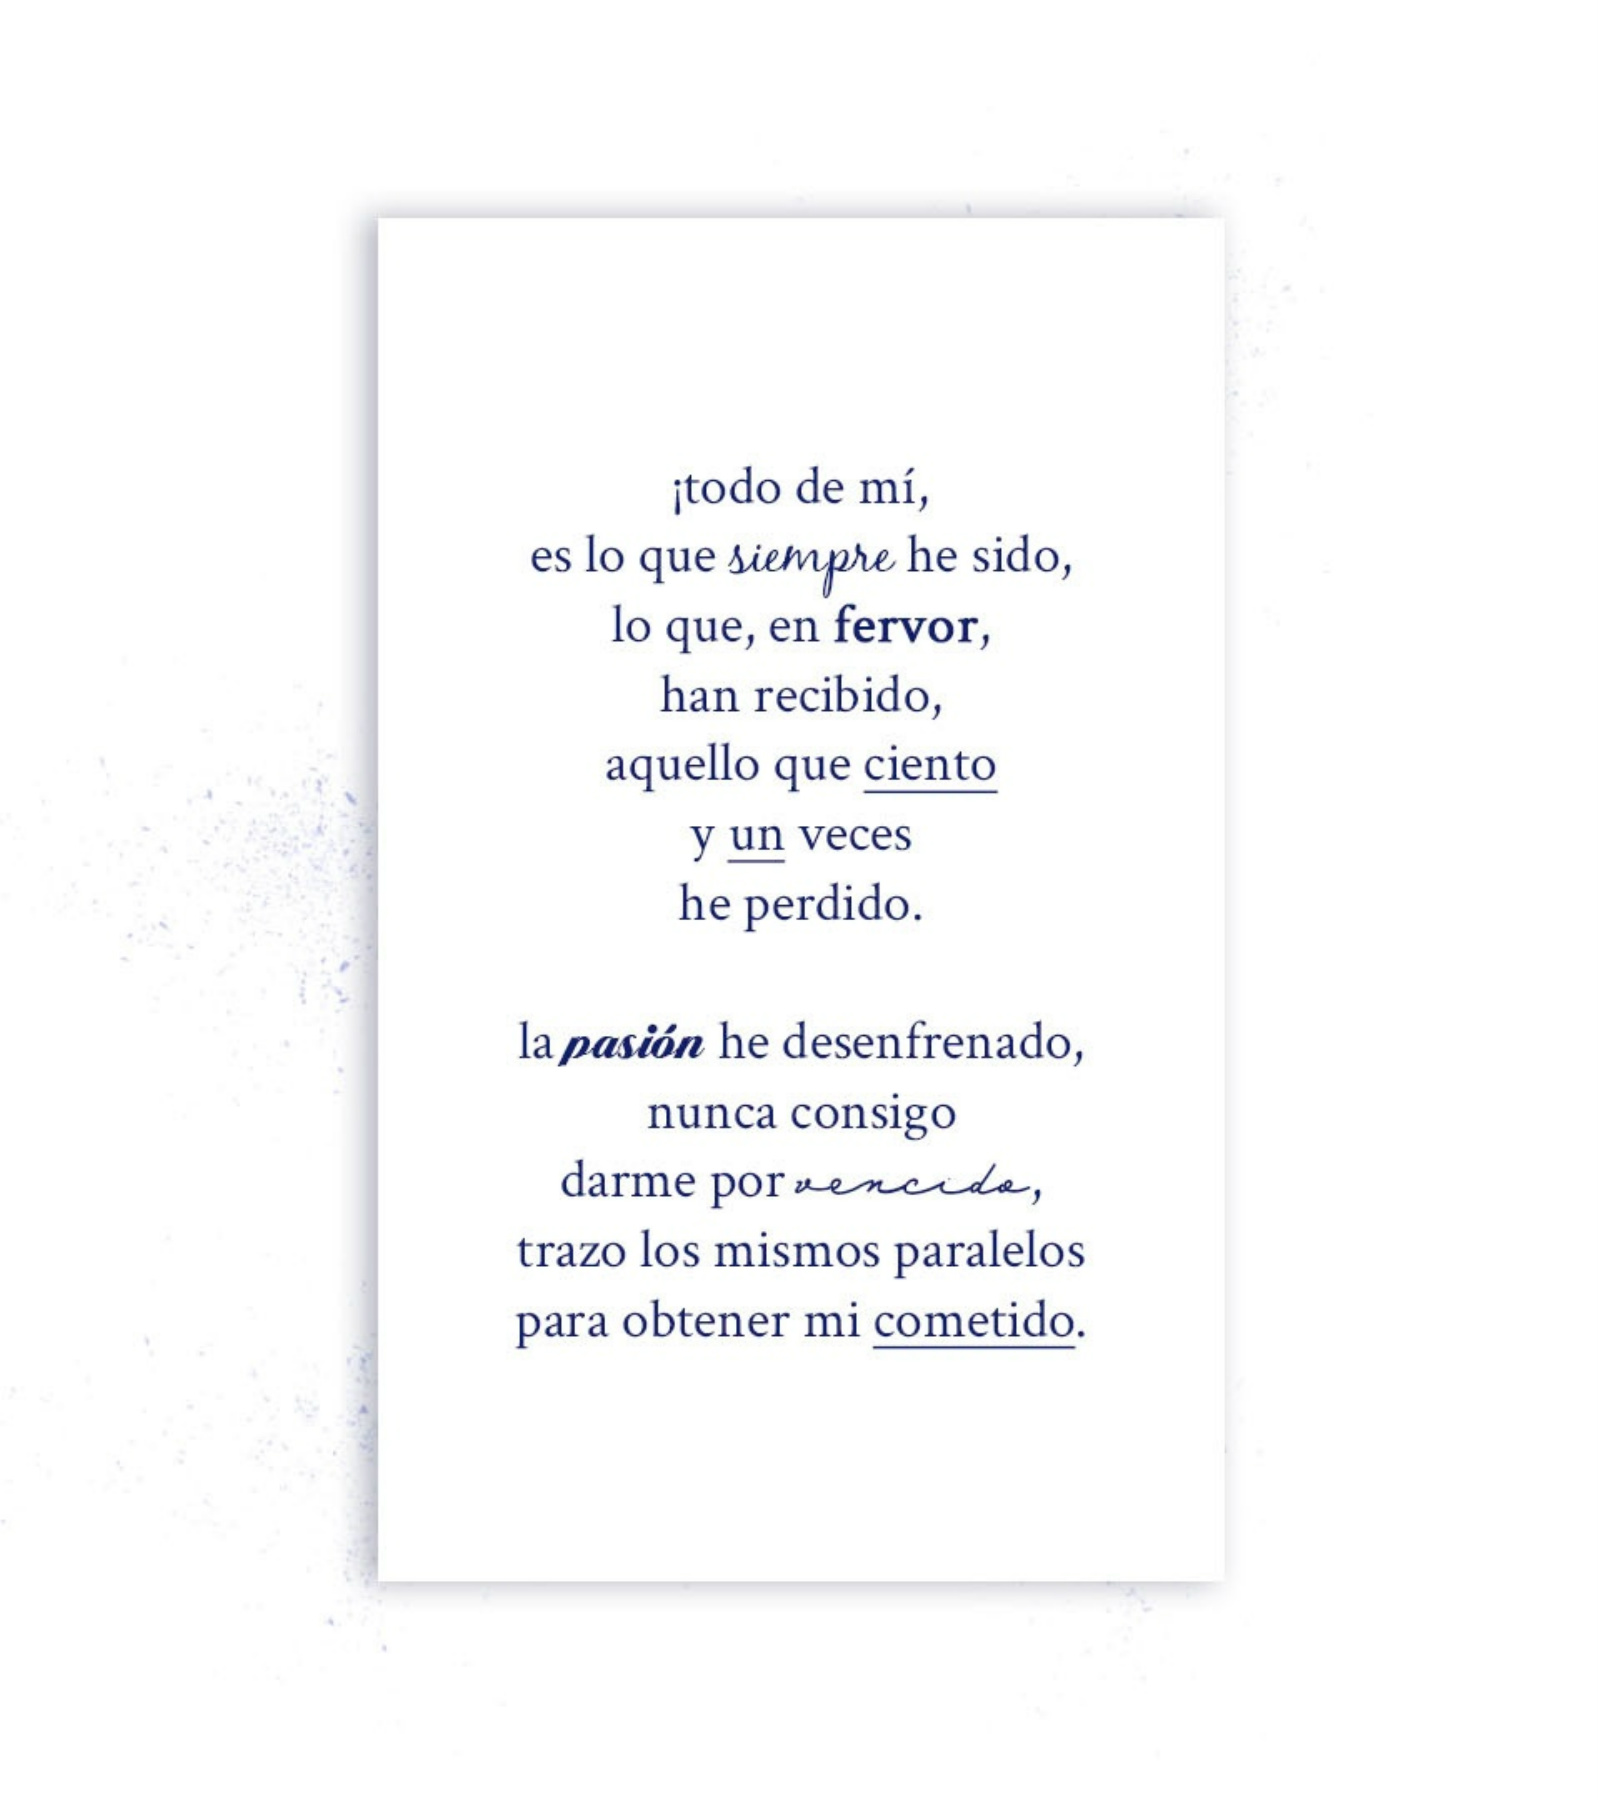 ¡todo de mí,
es lo que siempre he sido,
lo que, en fervor,
han recibido,
aquello que ciento
y un veces
he perdido.
la pasión he desenfrenado,
nunca consigo
darme por vencido,
trazo los mismos paralelos
para obtener mi cometido.